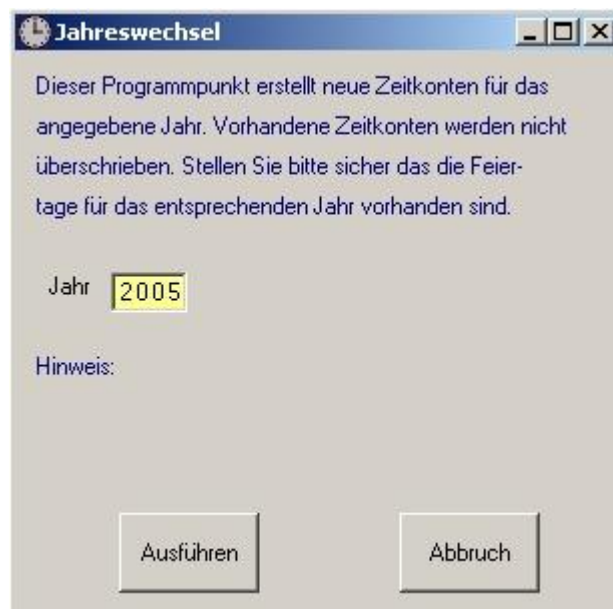 Jahreswechsel
Dieser Programmpunkt erstellt neue Zeitkonten für das
angegebene Jahr. Vorhandene Zeitkonten werden nicht
überschrieben. Stellen Sie bitte sicher das die Feier-
tage für das entsprechenden Jahr vorhanden sind.
Jahr 2005
Hinweis:
Ausführen Abbruch